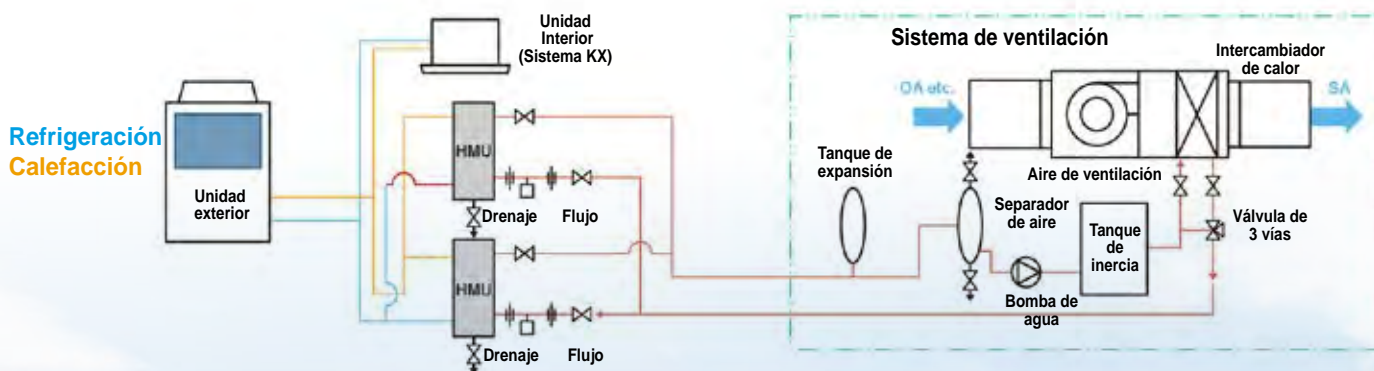 Unidad
Interior
(Sistema KX)
Sistema de ventilación
Intercambiador
de calor
OA etc.
SA
Refrigeración
Calefacción
Unidad
exterior
HMU
Tanque de
expansión
Aire de ventilación
Drenaje
Flujo
Separador
de aire
Tanque
de
inercia
Válvula de
3 vías
HMU
Bomba de
agua
Drenaje
Flujo